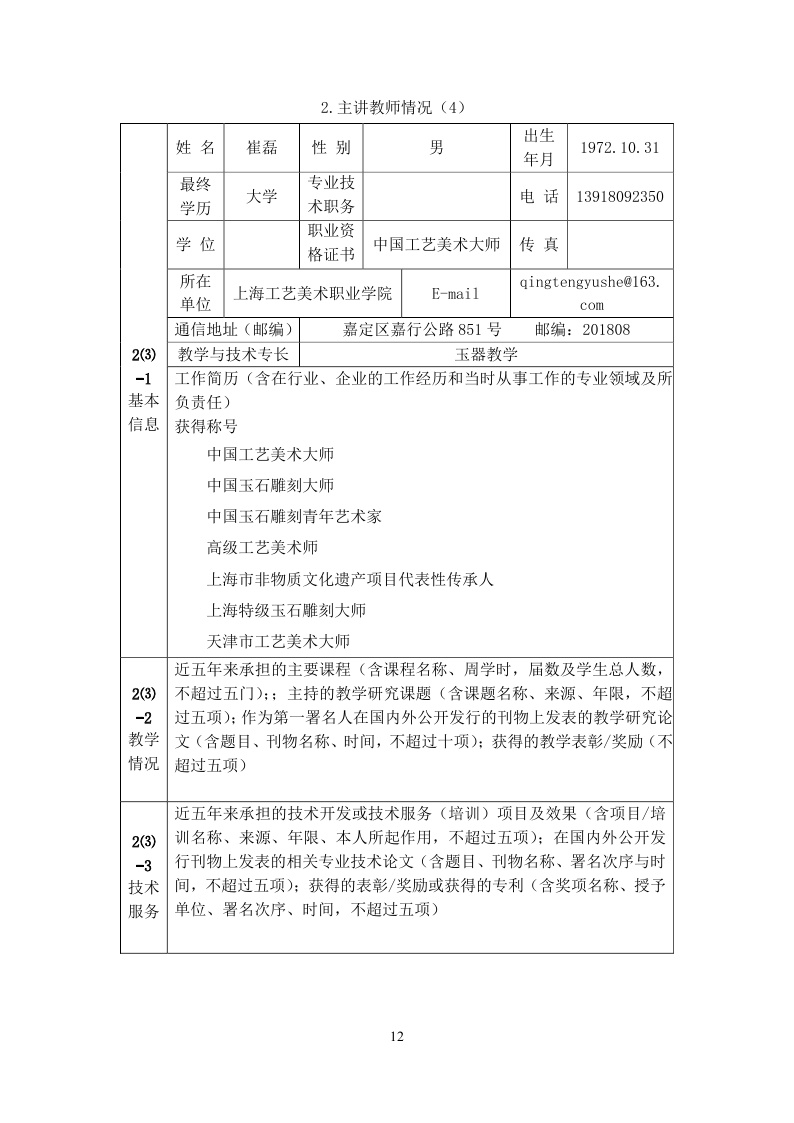 2.主讲教师情况（4）
姓 名 崔磊 性 别 男 出生年月 1972.10.31
最终学历 大学 专业技术职务 电 话 13918092350
学 位 职业资格证书 中国工艺美术大师 传 真
所在单位 上海工艺美术职业学院 E-mail qingtengyushe@163.com
通信地址（邮编） 嘉定区嘉行公路 851 号 邮编：201808
教学与技术专长 玉器教学
2⑶
-1
基本
信息
工作简历（含在行业、企业的工作经历和当时从事工作的专业领域及所
负责任）
获得称号
中国工艺美术大师
中国玉石雕刻大师
中国玉石雕刻青年艺术家
高级工艺美术师
上海市非物质文化遗产项目代表性传承人
上海特级玉石雕刻大师
天津市工艺美术大师
2⑶
-2
教学
情况
近五年来承担的主要课程（含课程名称、周学时，届数及学生总人数，
不超过五门）；；主持的教学研究课题（含课题名称、来源、年限，不超
过五项）；作为第一署名人在国内外公开发行的刊物上发表的教学研究论
文（含题目、刊物名称、时间，不超过十项）；获得的教学表彰/奖励（不
超过五项）
2⑶
-3
技术
服务
近五年来承担的技术开发或技术服务（培训）项目及效果（含项目/培
训名称、来源、年限、本人所起作用，不超过五项）；在国内外公开发
行刊物上发表的相关专业技术论文（含题目、刊物名称、署名次序与时
间，不超过五项）；获得的表彰/奖励或获得的专利（含奖项名称、授予
单位、署名次序、时间，不超过五项）
12